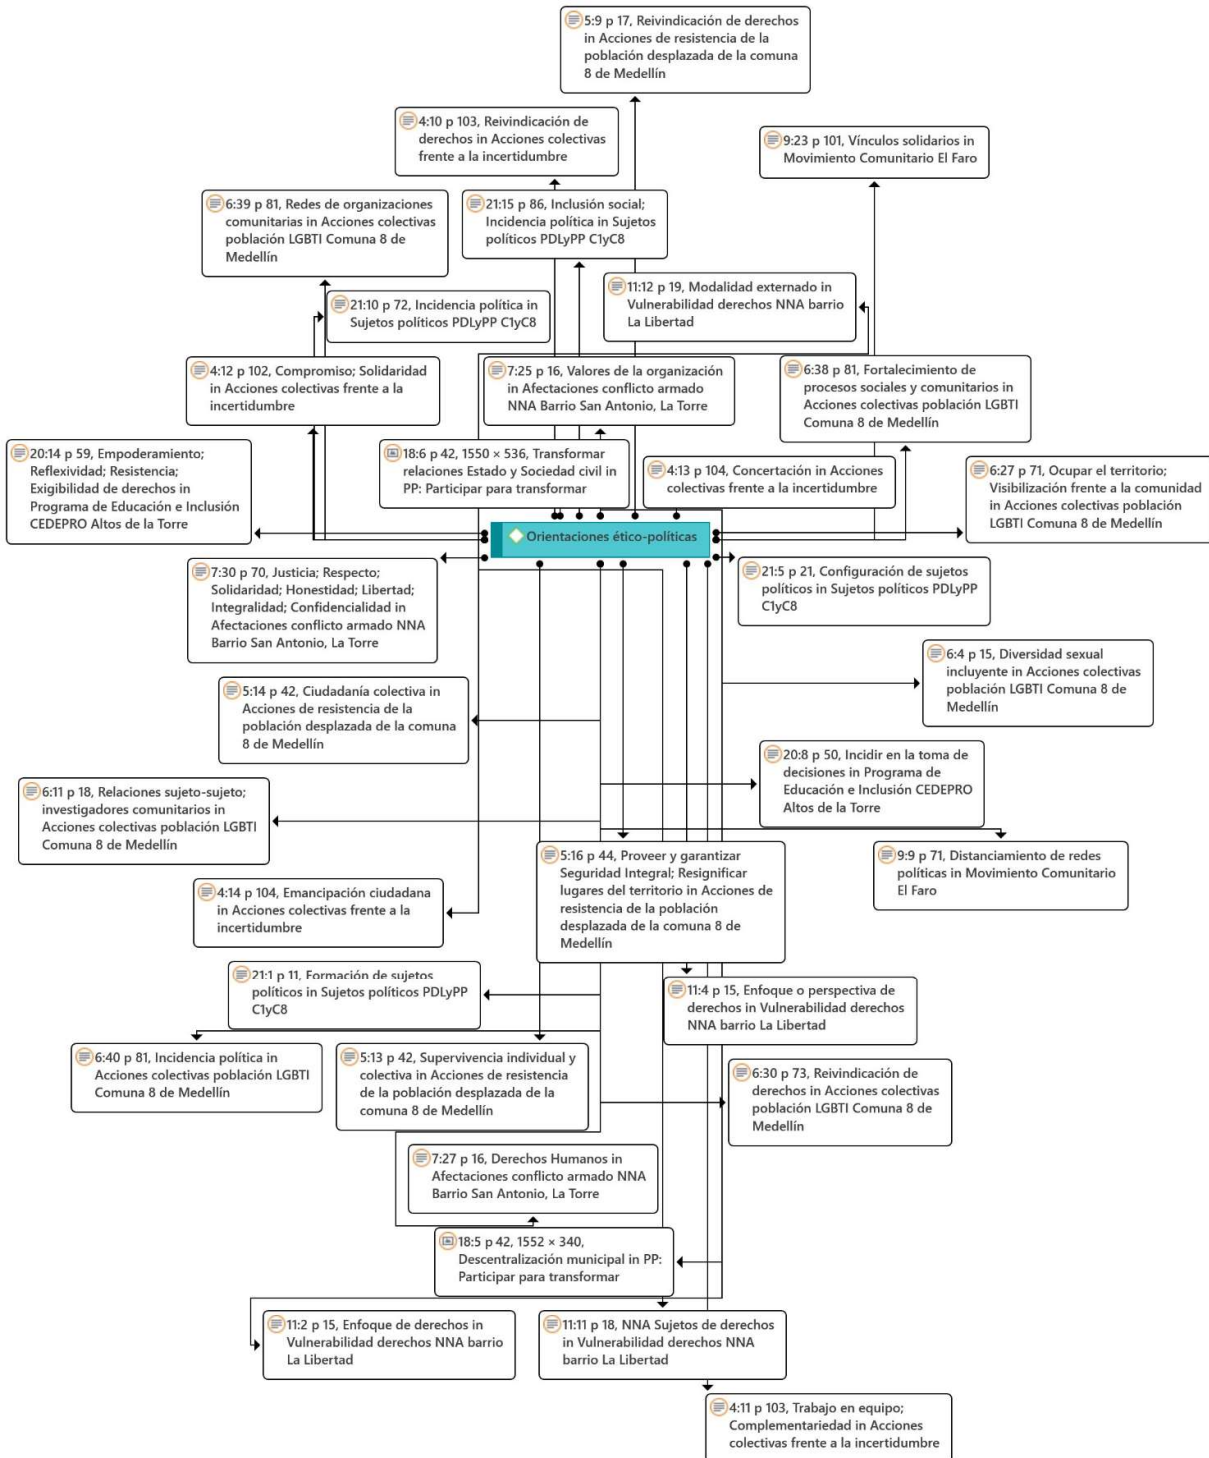 5:9 p 17, Reivindicación de derechos
in Acciones de resistencia de la
población desplazada de la comuna
8 de Medellín
4:10 p 103, Reivindicación de
derechos in Acciones colectivas
frente a la incertidumbre
9:23 p 101, Vínculos solidarios in
Movimiento Comunitario El Faro
6:39 p 81, Redes de organizaciones
comunitarias in Acciones colectivas
población LGBTI Comuna 8 de
Medellín
21:15 p 86, Inclusión social;
Incidencia política in Sujetos
políticos PDLyPP C1yC8
11:12 p 19, Modalidad externado in
Vulnerabilidad derechos NNA barrio
La Libertad
21:10 p 72, Incidencia política in
Sujetos políticos PDLyPP C1yC8
4:12 p 102, Compromiso; Solidaridad
in Acciones colectivas frente a la
incertidumbre
7:25 p 16, Valores de la organización
in Afectaciones conflicto armado
NNA Barrio San Antonio, La Torre
6:38 p 81, Fortalecimiento de
procesos sociales y comunitarios in
Acciones colectivas población LGBTI
Comuna 8 de Medellín
20:14 p 59, Empoderamiento;
Reflexividad; Resistencia;
Exigibilidad de derechos in
Programa de Educación e Inclusión
CEDEPRO Altos de la Torre
18:6 p 42, 1550 × 536, Transformar
relaciones Estado y Sociedad civil in
PP: Participar para transformar
4:13 p 104, Concertación in Acciones
colectivas frente a la incertidumbre
6:27 p 71, Ocupar el territorio;
Visibilización frente a la comunidad
in Acciones colectivas población
LGBTI Comuna 8 de Medellín
Orientaciones ético-políticas
7:30 p 70, Justicia; Respeto;
Solidaridad; Honestidad; Libertad;
Integralidad; Confidencialidad in
Afectaciones conflicto armado NNA
Barrio San Antonio, La Torre
21:5 p 21, Configuración de sujetos
políticos in Sujetos políticos PDLyPP
C1yC8
6:4 p 15, Diversidad sexual
incluyente in Acciones colectivas
población LGBTI Comuna 8 de
Medellín
5:14 p 42, Ciudadanía colectiva in
Acciones de resistencia de la
población desplazada de la comuna
8 de Medellín
20:8 p 50, Incidir en la toma de
decisiones in Programa de
Educación e Inclusión CEDEPRO
Altos de la Torre
6:11 p 18, Relaciones sujeto-sujeto;
investigadores comunitarios in
Acciones colectivas población LGBTI
Comuna 8 de Medellín
5:16 p 44, Proveer y garantizar
Seguridad Integral; Resignificar
lugares del territorio in Acciones de
resistencia de la población
desplazada de la comuna 8 de
Medellín
9:9 p 71, Distanciamiento de redes
políticas in Movimiento Comunitario
El Faro
4:14 p 104, Emancipación ciudadana
in Acciones colectivas frente a la
incertidumbre
21:1 p 11, Formación de sujetos
políticos in Sujetos políticos PDLyPP
C1yC8
11:4 p 15, Enfoque o perspectiva de
derechos in Vulnerabilidad derechos
NNA barrio La Libertad
6:40 p 81, Incidencia política in
Acciones colectivas población LGBTI
Comuna 8 de Medellín
5:13 p 42, Supervivencia individual y
colectiva in Acciones de resistencia
de la población desplazada de la
comuna 8 de Medellín
6:30 p 73, Reivindicación de
derechos in Acciones colectivas
población LGBTI Comuna 8 de
Medellín
7:27 p 16, Derechos Humanos in
Afectaciones conflicto armado NNA
Barrio San Antonio, La Torre
18:5 p 42, 1552 × 340,
Descentralización municipal in PP:
Participar para transformar
11:2 p 15, Enfoque de derechos in
Vulnerabilidad derechos NNA barrio
La Libertad
11:11 p 18, NNA Sujetos de derechos
in Vulnerabilidad derechos NNA
barrio La Libertad
4:11 p 103, Trabajo en equipo;
Complementariedad in Acciones
colectivas frente a la incertidumbre